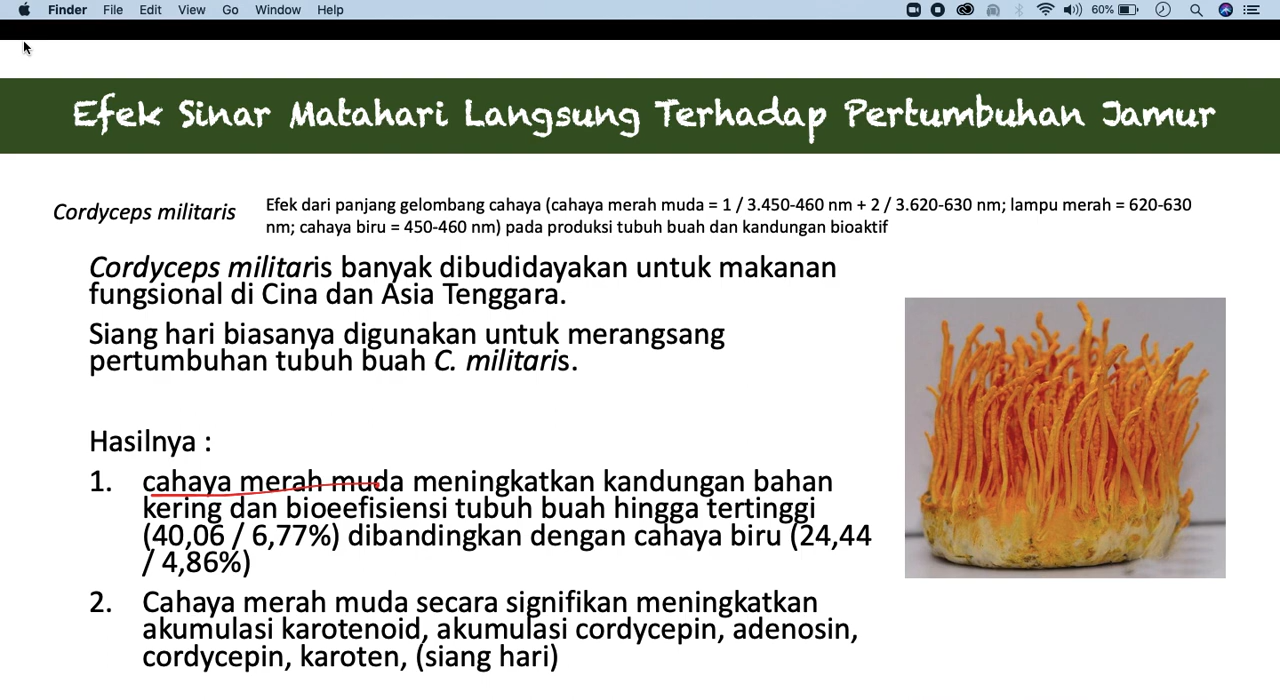 Finder File Edit View Go Window Help 60%
Efek Sinar Matahari Langsung Terhadap Pertumbuhan Jamur
Cordyceps militaris
Efek dari panjang gelombang cahaya (cahaya merah muda = 1 / 3.450-460 nm + 2 / 3.620-630 nm; lampu merah = 620-630
nm; cahaya biru = 450-460 nm) pada produksi tubuh buah dan kandungan bioaktif
Cordyceps militaris banyak dibudidayakan untuk makanan
fungsional di Cina dan Asia Tenggara.
Siang hari biasanya digunakan untuk merangsang
pertumbuhan tubuh buah C. militaris.
Hasilnya :
1. cahaya merah muda meningkatkan kandungan bahan
kering dan bioeefisiensi tubuh buah hingga tertinggi
(40,06 / 6,77%) dibandingkan dengan cahaya biru (24,44
/ 4,86%)
2. Cahaya merah muda secara signifikan meningkatkan
akumulasi karotenoid, akumulasi cordycepin, adenosin,
cordycepin, karoten, (siang hari)